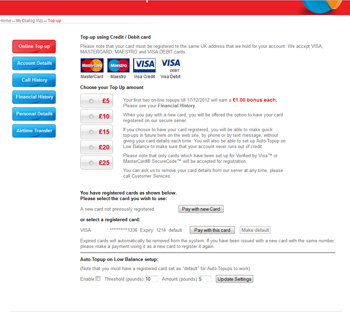 Home :: My Dialog Vizz :: Top up
Online Top up
Account Details
Call History
Financial History
Personal Details
Airtime Transfer
Top-up using Credit / Debit card
Please note that your card must be registered to the same UK address that we hold for your account. We accept VISA,
MASTERCARD, MAESTRO and VISA DEBIT cards.
MasterCard
Maestro
VISA
VISA
DEBIT
MasterCard Maestro Visa Credit Visa Debit
Choose your Top Up amount
£5
£10
£15
£20
£25
Your first two on-line topups till 17/12/2012 will earn a £1.00 bonus each.
Please see your Financial History
When you pay with a new card, you will be offered the option to have your card
registered on our secure server.
If you choose to have your card registered, you will be able to make quick
top-ups in future here on the web site, by phone or by text message, without
going your card details each time. You will also be able to set up Auto-Topup on
Low Balance to make sure that your account never runs out of credit.
Please note that only cards which have been set up for Verified by Visa™ or
MasterCard® SecureCode™ will be accepted for registration.
You can ask us to remove your card details from our server at any time, please
call Customer Services.
You have registered cards as shown below.
Please select the card you wish to use:
A new card not previously registered Pay with new Card
or select a registered card:
VISA 1336 Expiry 1214 default Pay with this card Make default
Expired cards will automatically be removed from the system. If you have been issued with a new card with the same number,
please make a payment using it as a new card to register it again.
Auto-Topup on Low Balance setup:
(Note that you must have a registered card set as "default" for Auto-Topups to work).
Enable: Threshold (pounds): 10 Amount (pounds): 5 Update Settings